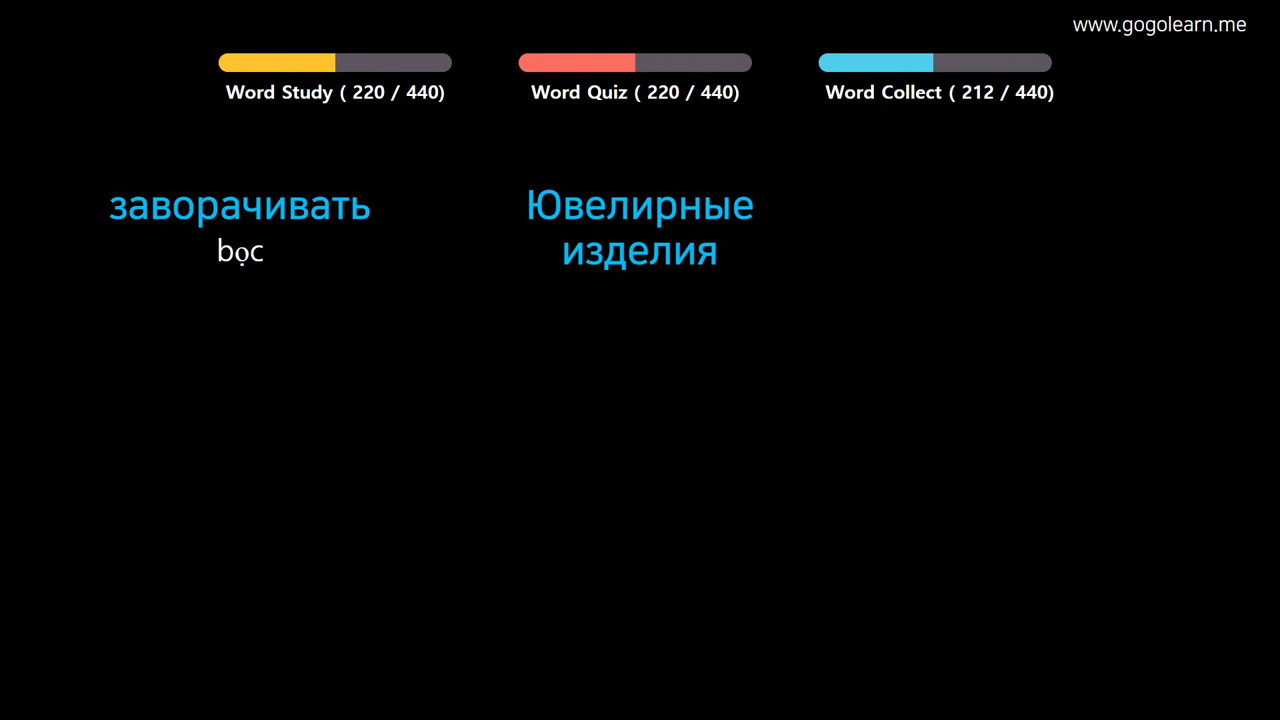 www.gogolearn.me
Word Study ( 220 / 440)
Word Quiz ( 220 / 440)
Word Collect ( 212 / 440)
заворачивать
bọc
Ювелирные
изделия